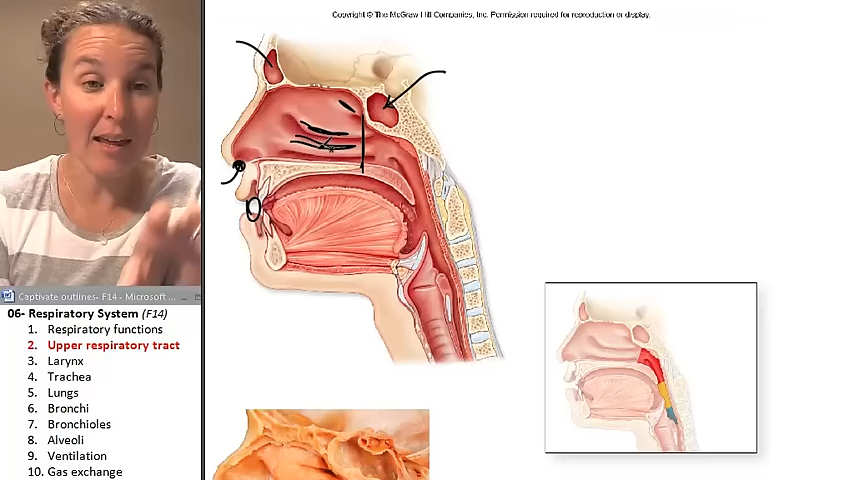 Copyright © The McGraw Hill Companies, Inc. Permission required for reproduction or display.
Captivate outlines- F14 - Microsoft ...
06- Respiratory System (F14)
1. Respiratory functions
2. Upper respiratory tract
3. Larynx
4. Trachea
5. Lungs
6. Bronchi
7. Bronchioles
8. Alveoli
9. Ventilation
10. Gas exchange